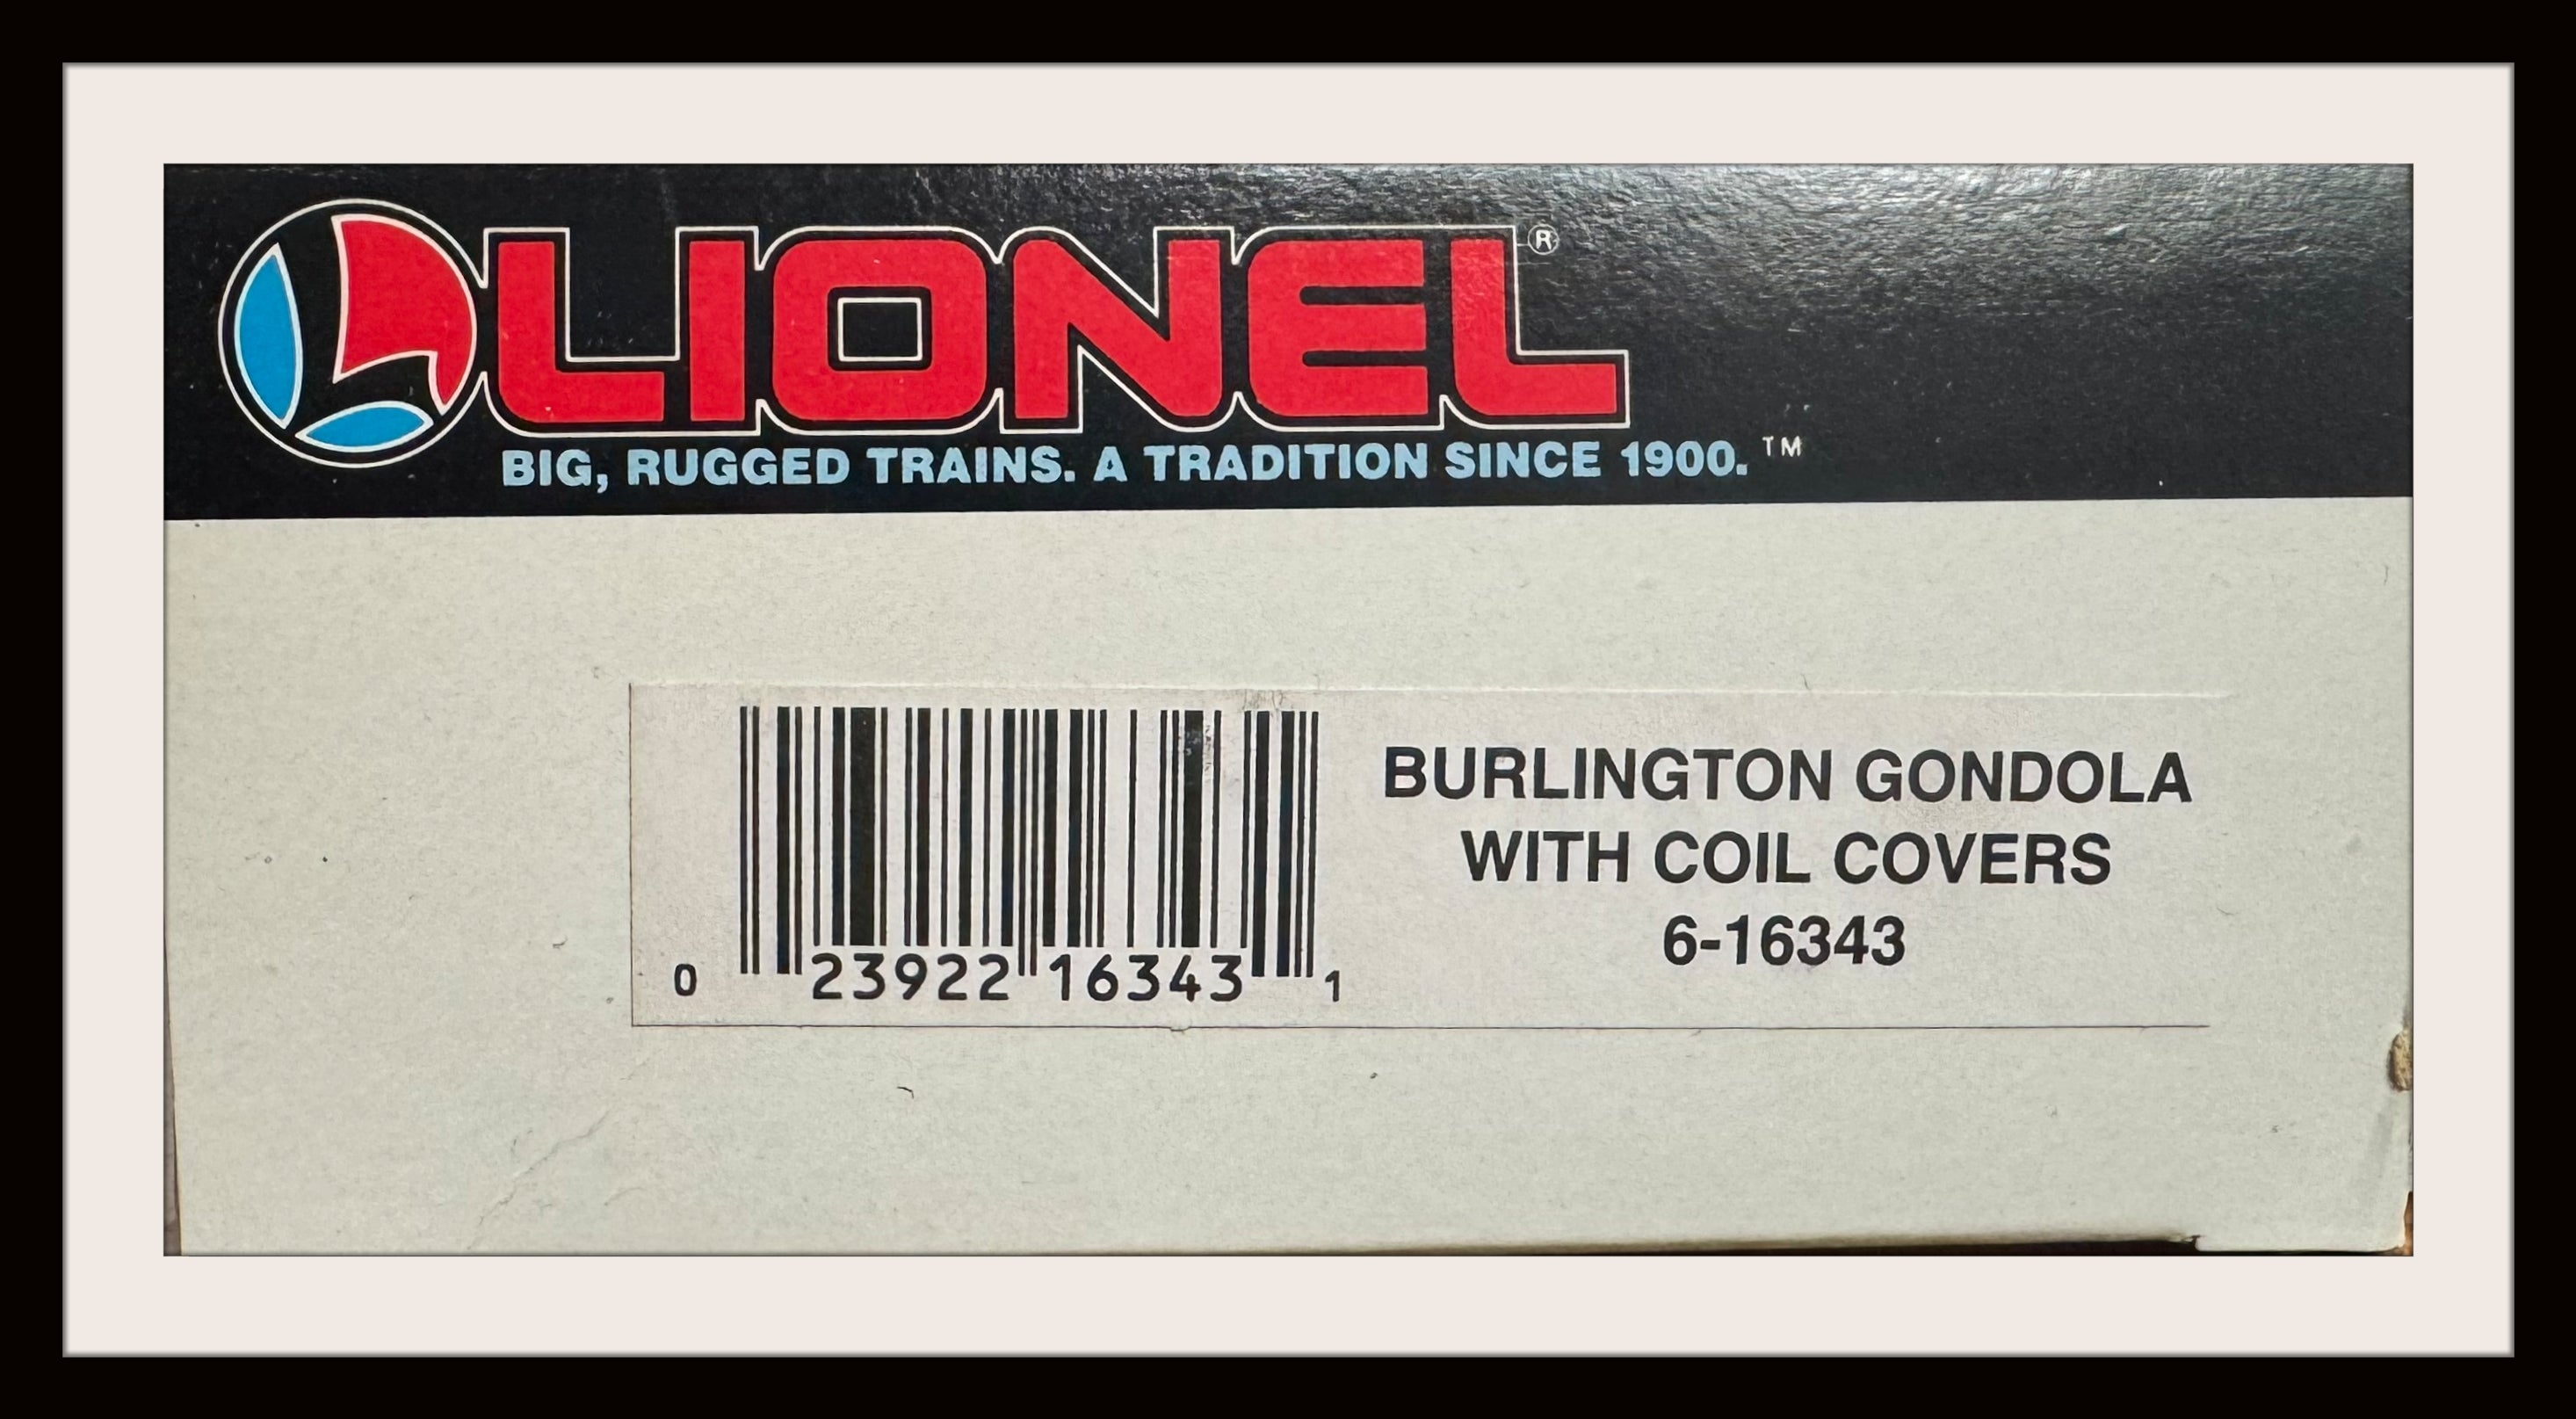 LIONEL®
BIG, RUGGED TRAINS. A TRADITION SINCE 1900.™
BURLINGTON GONDOLA
WITH COIL COVERS
6-16343
0 23922 16343 1